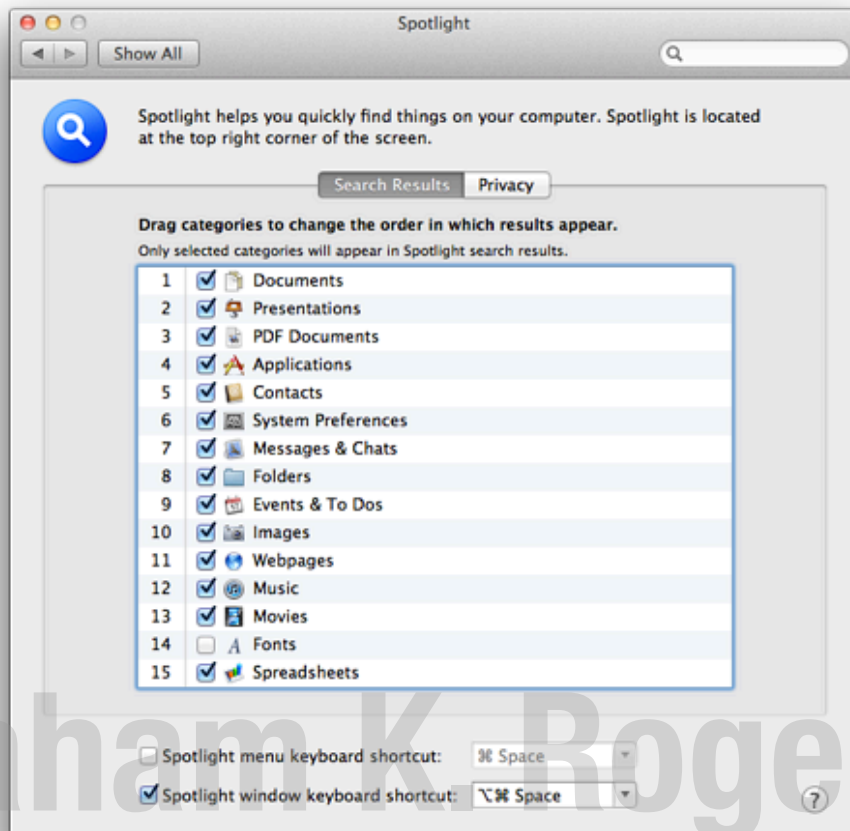 Spotlight
Show All
Spotlight helps you quickly find things on your computer. Spotlight is located
at the top right corner of the screen.
Search Results Privacy
Drag categories to change the order in which results appear.
Only selected categories will appear in Spotlight search results.
1 Documents
2 Presentations
3 PDF Documents
4 Applications
5 Contacts
6 System Preferences
7 Messages & Chats
8 Folders
9 Events & To Dos
10 Images
11 Webpages
12 Music
13 Movies
14 Fonts
15 Spreadsheets
Spotlight menu keyboard shortcut: ⌘ Space
Spotlight window keyboard shortcut: ⌥⌘ Space
?
aham K. Roge